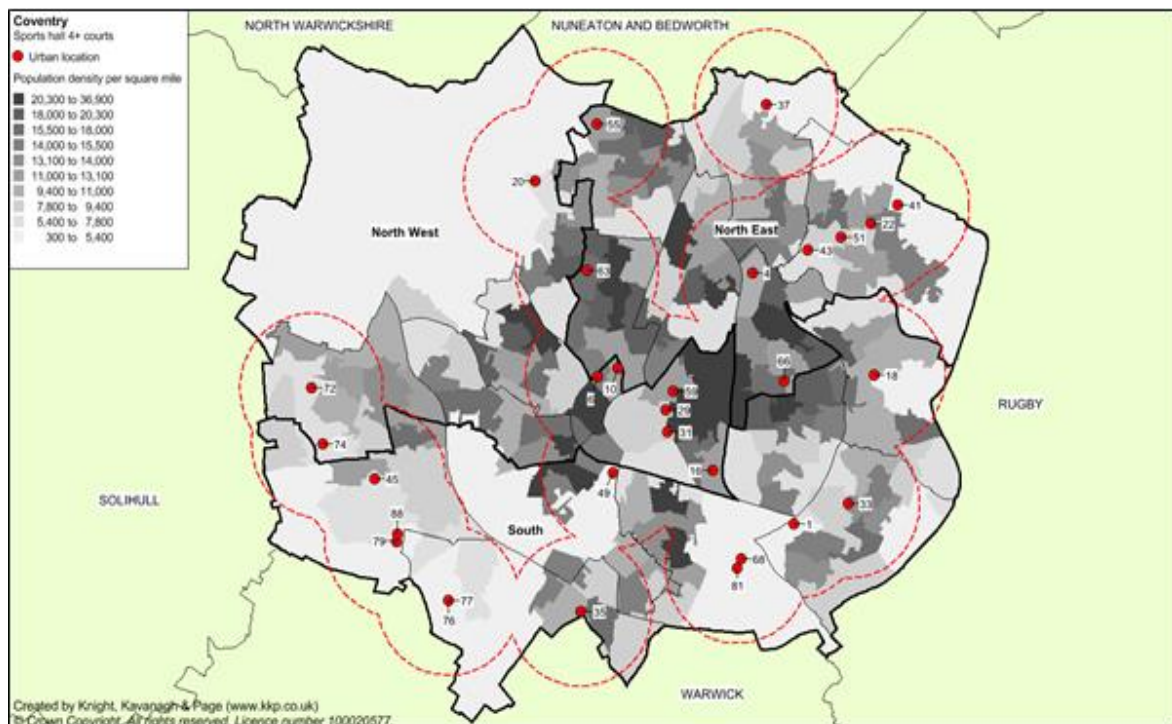 Coventry
Sports hall 4+ courts
Urban location
Population density per square mile
20,300 to 36,900
18,000 to 20,300
15,500 to 18,000
14,000 to 15,500
13,100 to 14,000
11,000 to 13,100
9,400 to 11,000
7,800 to 9,400
5,400 to 7,800
300 to 5,400
NORTH WARWICKSHIRE
NUNEATON AND BEDWORTH
37
55
20
41
22
North West
North East
51
43
63
4
66
18
72
10
59
RUGBY
29
31
74
16
45
49
SOLIHULL
33
88
South
1
79
68
81
77
76
35
WARWICK
Created by Knight, Kavanagh & Page (www.kkp.co.uk)
© Crown Copyright. All rights reserved. Licence number 100020577.